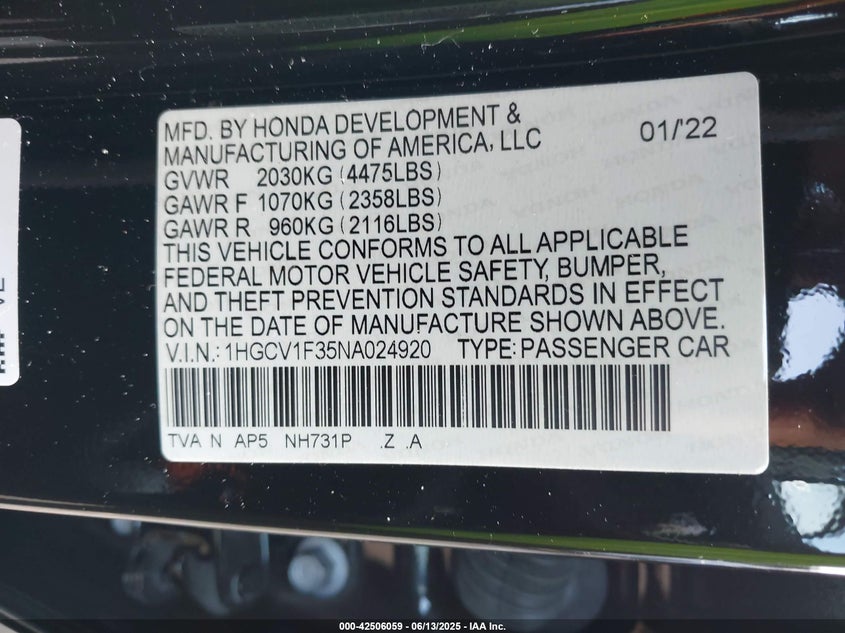 MFD. BY HONDA DEVELOPMENT &
MANUFACTURING OF AMERICA, LLC 01/'22
GVWR 2030KG (4475LBS)
GAWR F 1070KG (2358LBS)
GAWR R 960KG (2116LBS)
THIS VEHICLE CONFORMS TO ALL APPLICABLE
FEDERAL MOTOR VEHICLE SAFETY, BUMPER,
AND THEFT PREVENTION STANDARDS IN EFFECT
ON THE DATE OF MANUFACTURE SHOWN ABOVE.
V.I.N.: 1HGCV1F35NA024920 TYPE: PASSENGER CAR
TVA N AP5 NH731P .Z .A
000-42506059 - 06/13/2025 - IAA Inc.